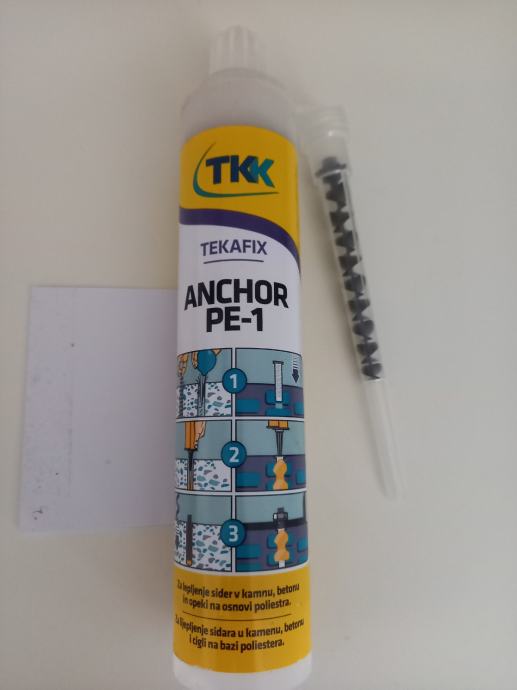 TKK
TEKAFIX
ANCHOR
PE-1
1
2
3
Za lepljenje sider v kamnu, betonu
in opeki na osnovi poliestra.
Za lijepljenje sidara u kamenu, betonu
i cigli na bazi poliestera.